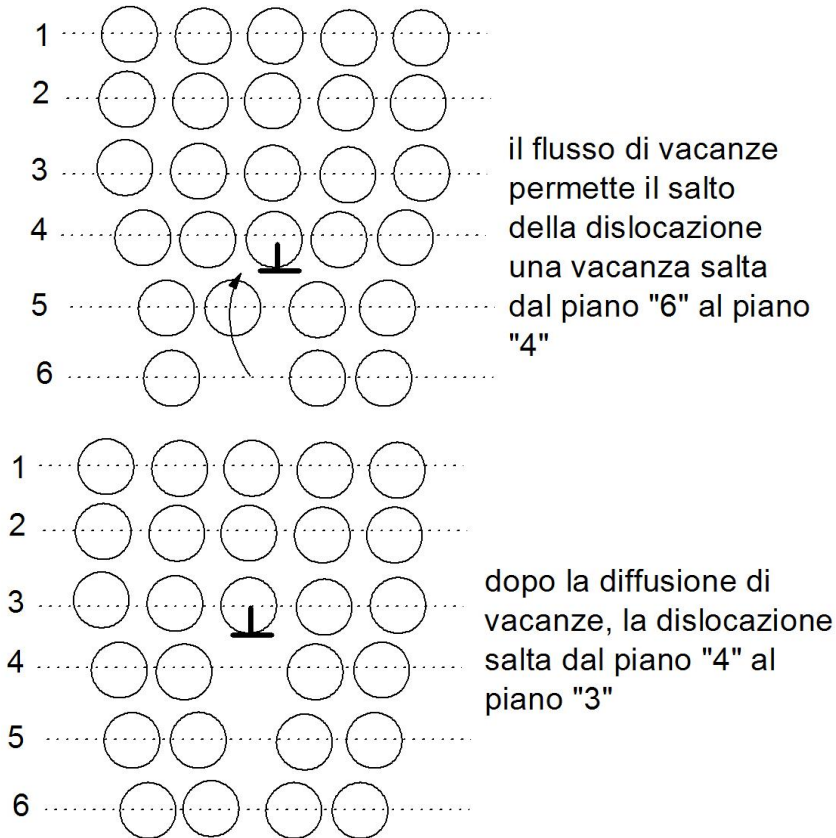 1
2
3
4
5
6
il flusso di vacanze
permette il salto
della dislocazione
una vacanza salta
dal piano "6" al piano
"4"
1
2
3
4
5
6
dopo la diffusione di
vacanze, la dislocazione
salta dal piano "4" al
piano "3"